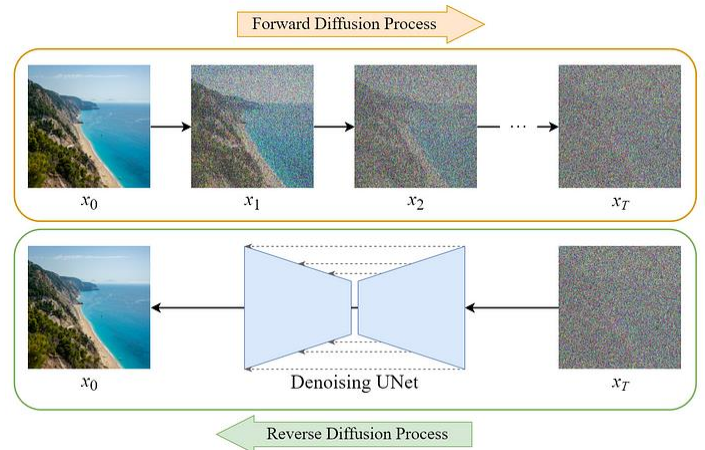 Forward Diffusion Process
x0
x1
x2
...
xT
x0
Denoising UNet
xT
Reverse Diffusion Process